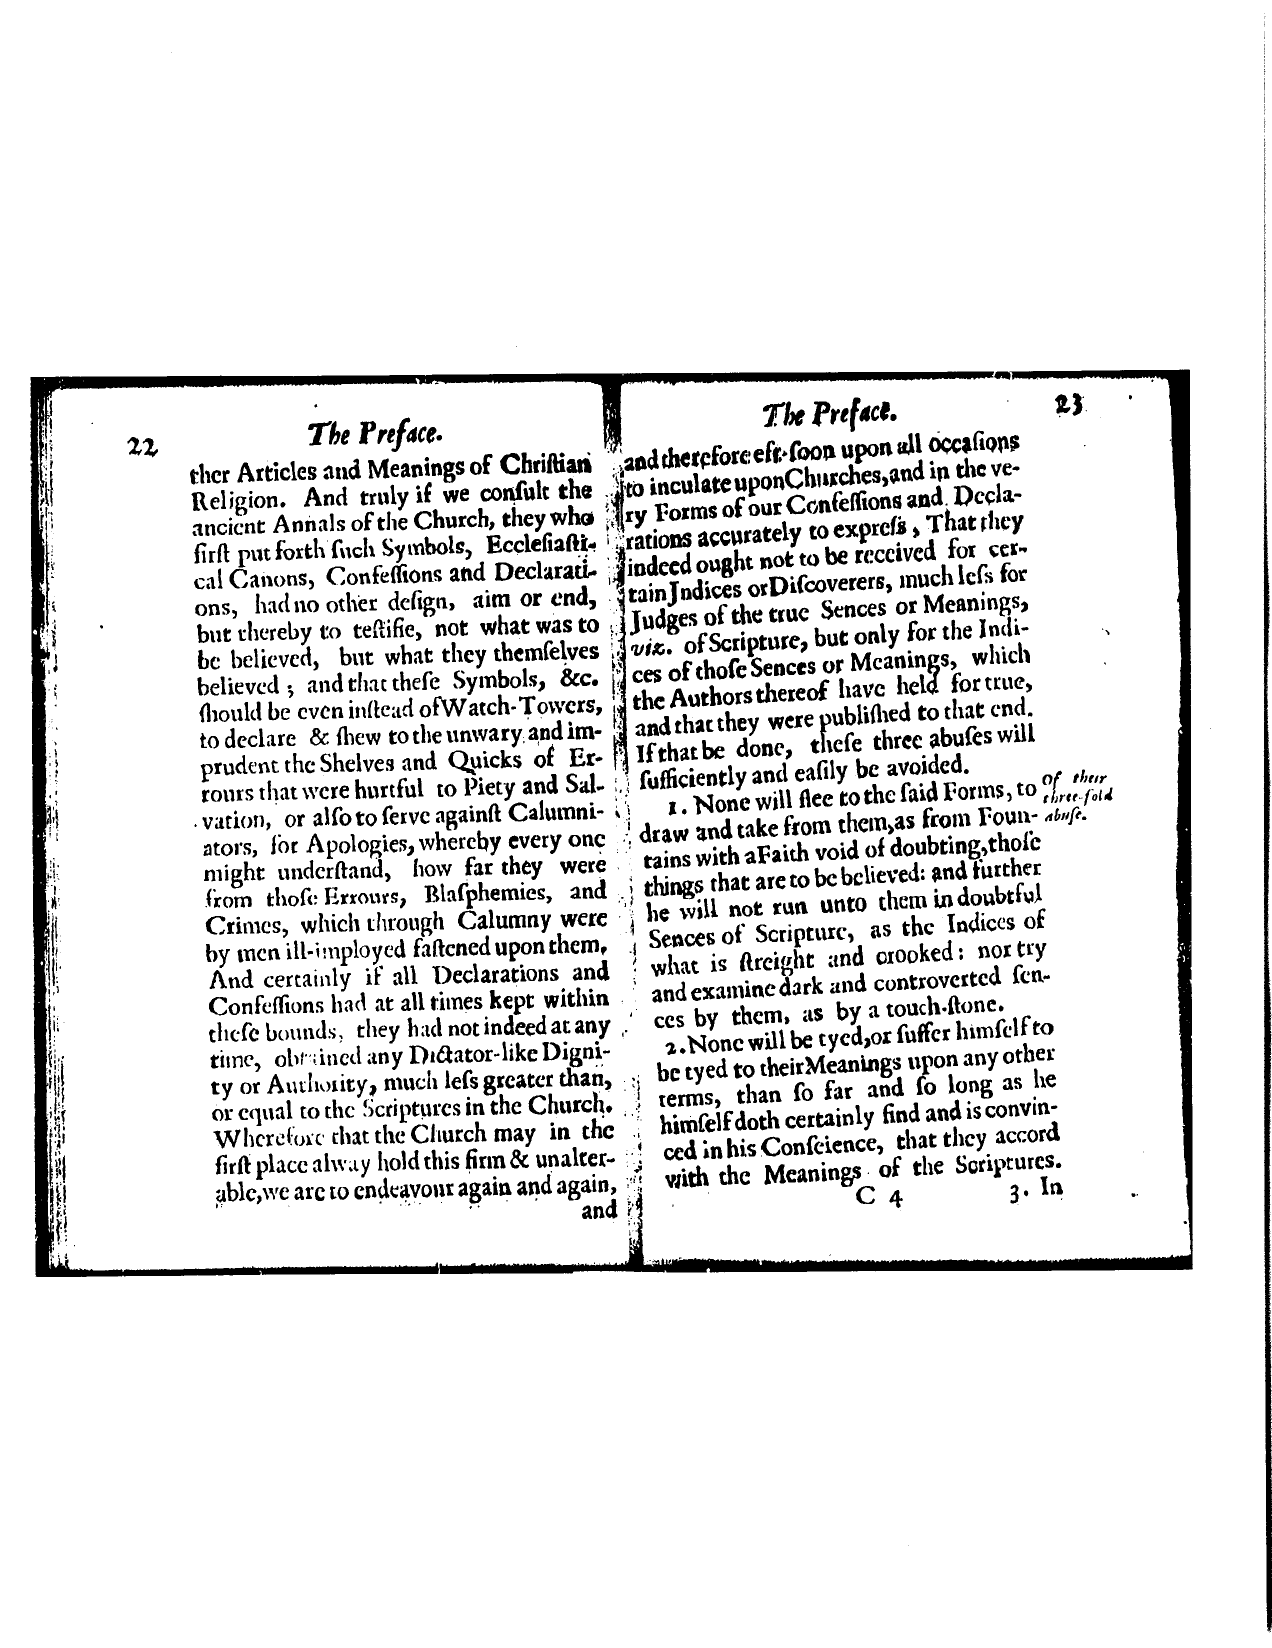 22
The Preface.
ther Articles and Meanings of Chriſtian
Religion. And truly if we conſult the
ancient Annals of the Church, they who
firſt put forth ſuch Symbols, Eccleſiaſti-
cal Canons, Confeſſions and Declarati-
ons, had no other deſign, aim or end,
but thereby to teſtifie, not what was to
be believed, but what they themſelves
believed ; and that theſe Symbols, &c.
ſhould be even inſtead of Watch-Towers,
to declare & ſhew to the unwary and im-
prudent the Shelves and Quicks of Er-
rours that were hurtful to Piety and Sal-
vation, or alſo to ſerve againſt Calumni-
ators, for Apologies, whereby every one
might underſtand, how far they were
from thoſe Errours, Blaſphemies, and
Crimes, which through Calumny were
by men ill-imployed faſtened upon them,
And certainly if all Declarations and
Confeſſions had at all times kept within
theſe bounds, they had not indeed at any
time, obtained any Dictator-like Digni-
ty or Authority, much leſs greater than,
or equal to the Scriptures in the Church.
Wherefore that the Church may in the
firſt place alway hold this firm & unalter-
able, we are to endeavour again and again,
and
The Preface.
23
and therefore eft-ſoon upon all occaſions
to inculate upon Churches, and in the ve-
ry Forms of our Confeſſions and Decla-
rations accurately to expreſs, That they
indeed ought not to be received for cer-
tain Jndices or Diſcoverers, much leſs for
Judges of the true Sences or Meanings,
viz. of Scripture, but only for the Indi-
ces of thoſe Sences or Meanings, which
the Authors thereof have held for true,
and that they were publiſhed to that end.
If that be done, theſe three abuſes will
ſufficiently and eaſily be avoided.
1. None will flee to the ſaid Forms, to
draw and take from them, as from Foun-
tains with a Faith void of doubting, thoſe
things that are to be believed: and further
he will not run unto them in doubtful
Sences of Scripture, as the Indices of
what is ſtreight and crooked: nor try
and examine dark and controverted ſen-
ces by them, as by a touch-ſtone.
of their
three-fold
abuſe.
2. None will be tyed, or ſuffer himſelf to
be tyed to their Meanings upon any other
terms, than ſo far and ſo long as he
himſelf doth certainly find and is convin-
ced in his Conſcience, that they accord
with the Meanings of the Scriptures.
C 4
3. In